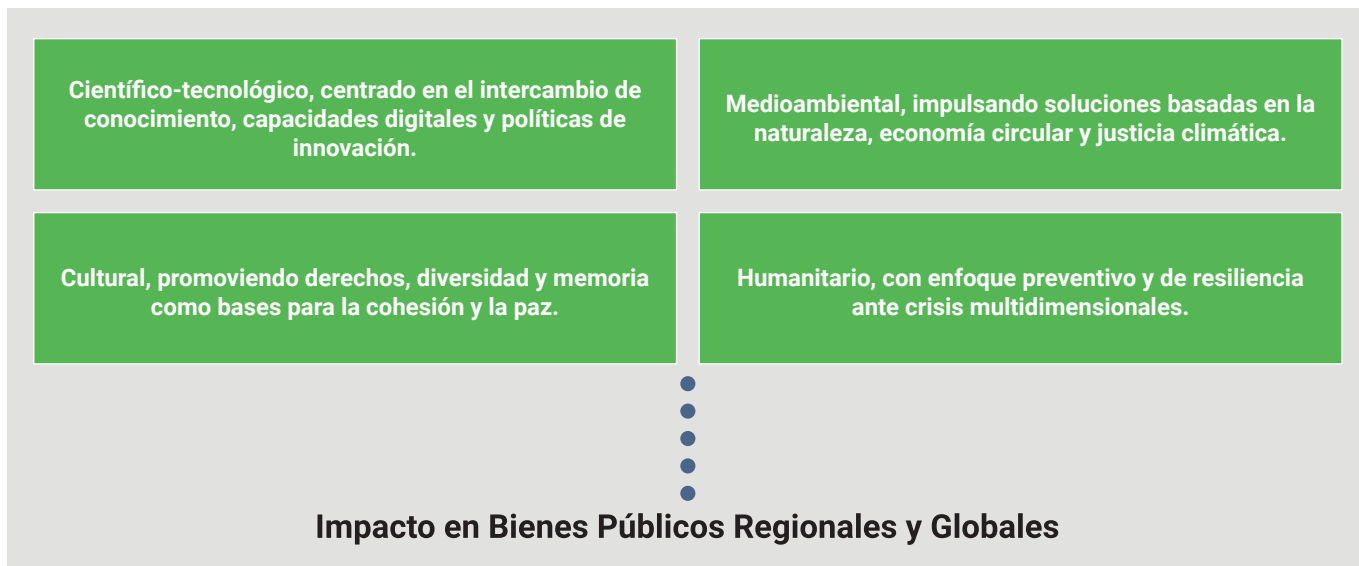 Científico-tecnológico, centrado en el intercambio de
conocimiento, capacidades digitales y políticas de
innovación.
Medioambiental, impulsando soluciones basadas en la
naturaleza, economía circular y justicia climática.
Cultural, promoviendo derechos, diversidad y memoria
como bases para la cohesión y la paz.
Humanitario, con enfoque preventivo y de resiliencia
ante crisis multidimensionales.
Impacto en Bienes Públicos Regionales y Globales